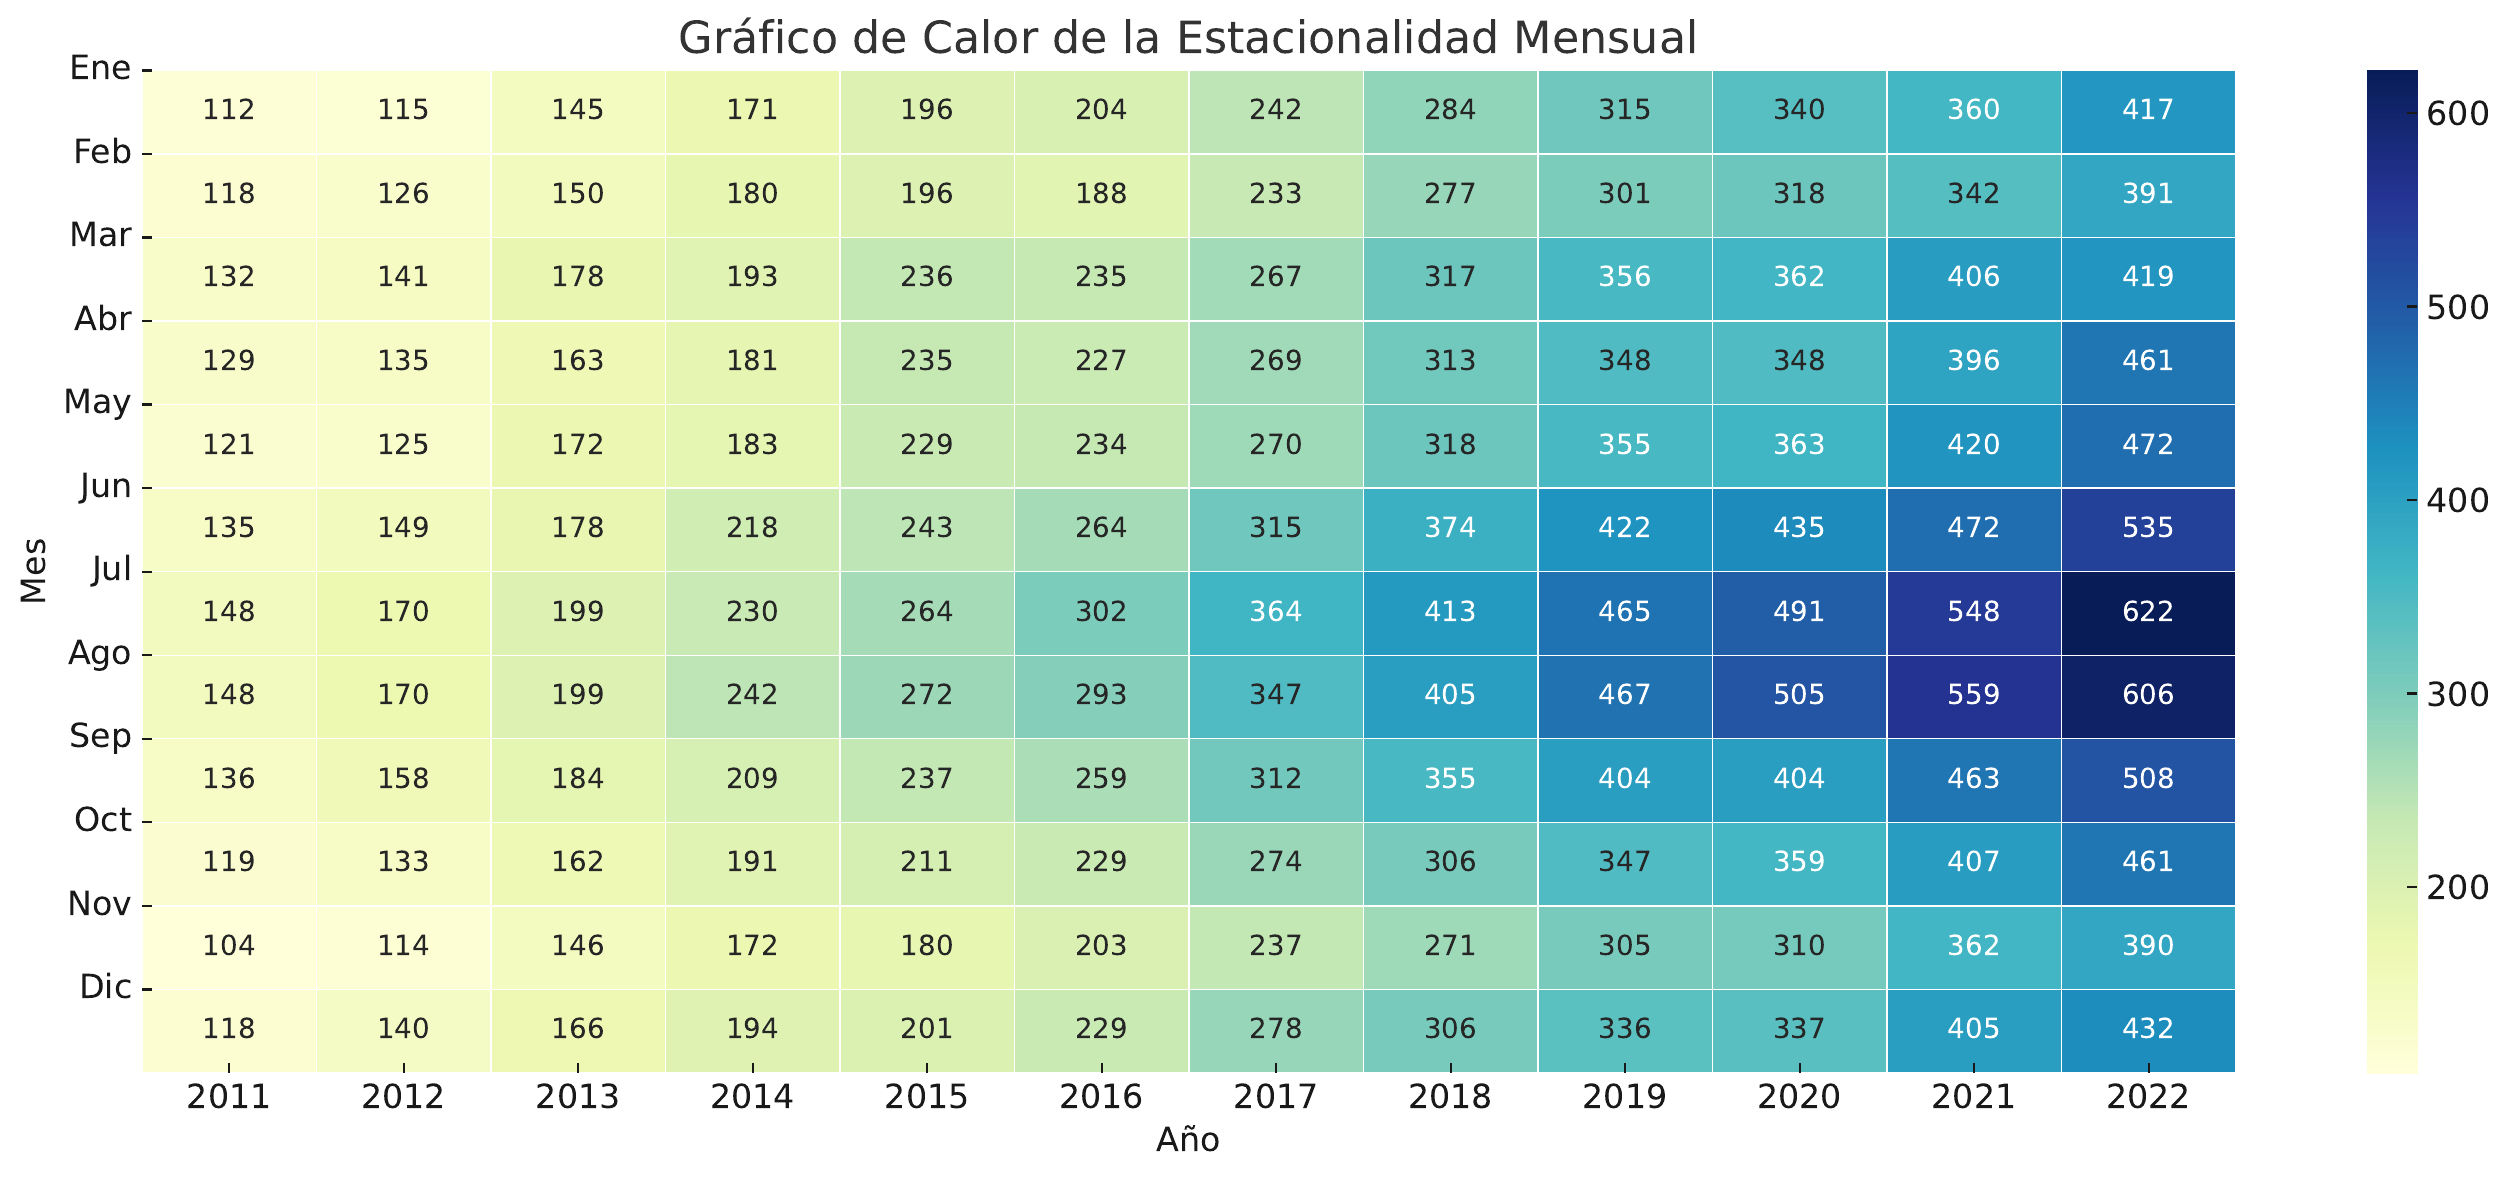 Gráfico de Calor de la Estacionalidad Mensual
Ene
112 115 145 171 196 204 242 284 315 340 360 417
Feb
118 126 150 180 196 188 233 277 301 318 342 391
Mar
132 141 178 193 236 235 267 317 356 362 406 419
Abr
129 135 163 181 235 227 269 313 348 348 396 461
May
121 125 172 183 229 234 270 318 355 363 420 472
Jun
135 149 178 218 243 264 315 374 422 435 472 535
Jul
148 170 199 230 264 302 364 413 465 491 548 622
Ago
148 170 199 242 272 293 347 405 467 505 559 606
Sep
136 158 184 209 237 259 312 355 404 404 463 508
Oct
119 133 162 191 211 229 274 306 347 359 407 461
Nov
104 114 146 172 180 203 237 271 305 310 362 390
Dic
118 140 166 194 201 229 278 306 336 337 405 432
2011 2012 2013 2014 2015 2016 2017 2018 2019 2020 2021 2022
Año
Mes
600
500
400
300
200